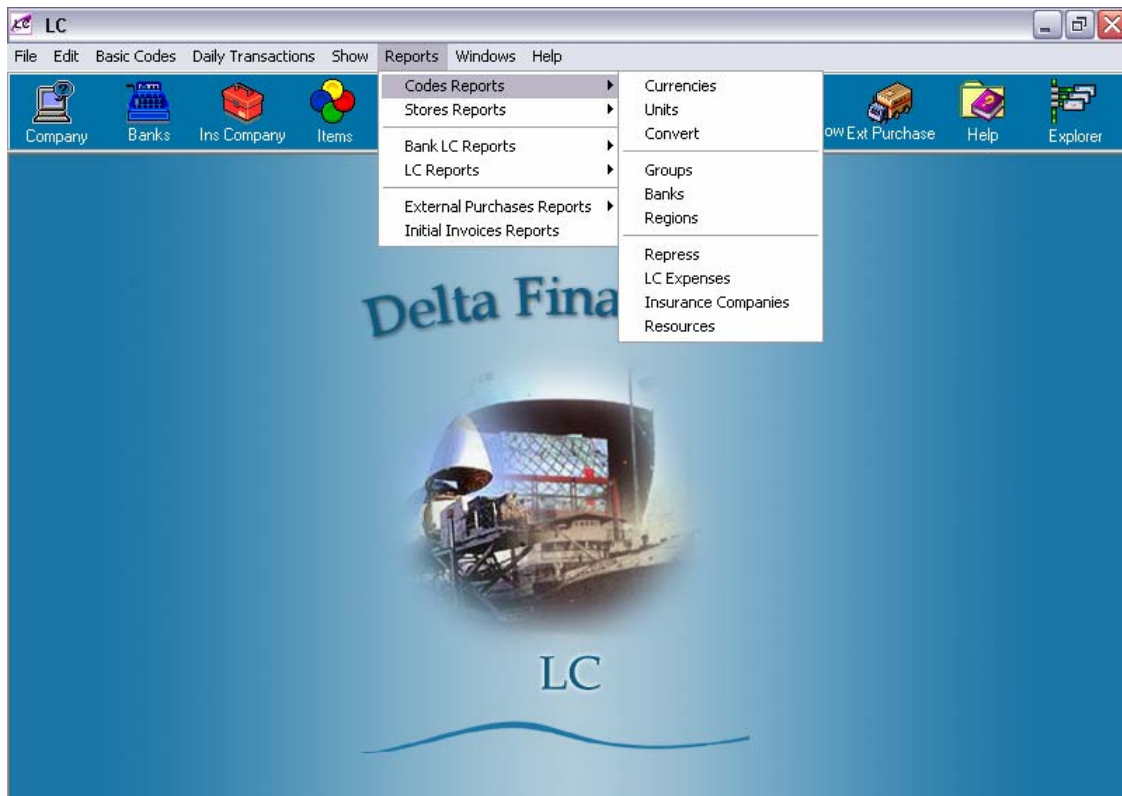 LC
File Edit Basic Codes Daily Transactions Show Reports Windows Help
Company Banks Ins Company Items Ext Purchase Help Explorer
Codes Reports
Stores Reports
Bank LC Reports
LC Reports
External Purchases Reports
Initial Invoices Reports
Currencies
Units
Convert
Groups
Banks
Regions
Repress
LC Expenses
Insurance Companies
Resources
Delta Fina
LC